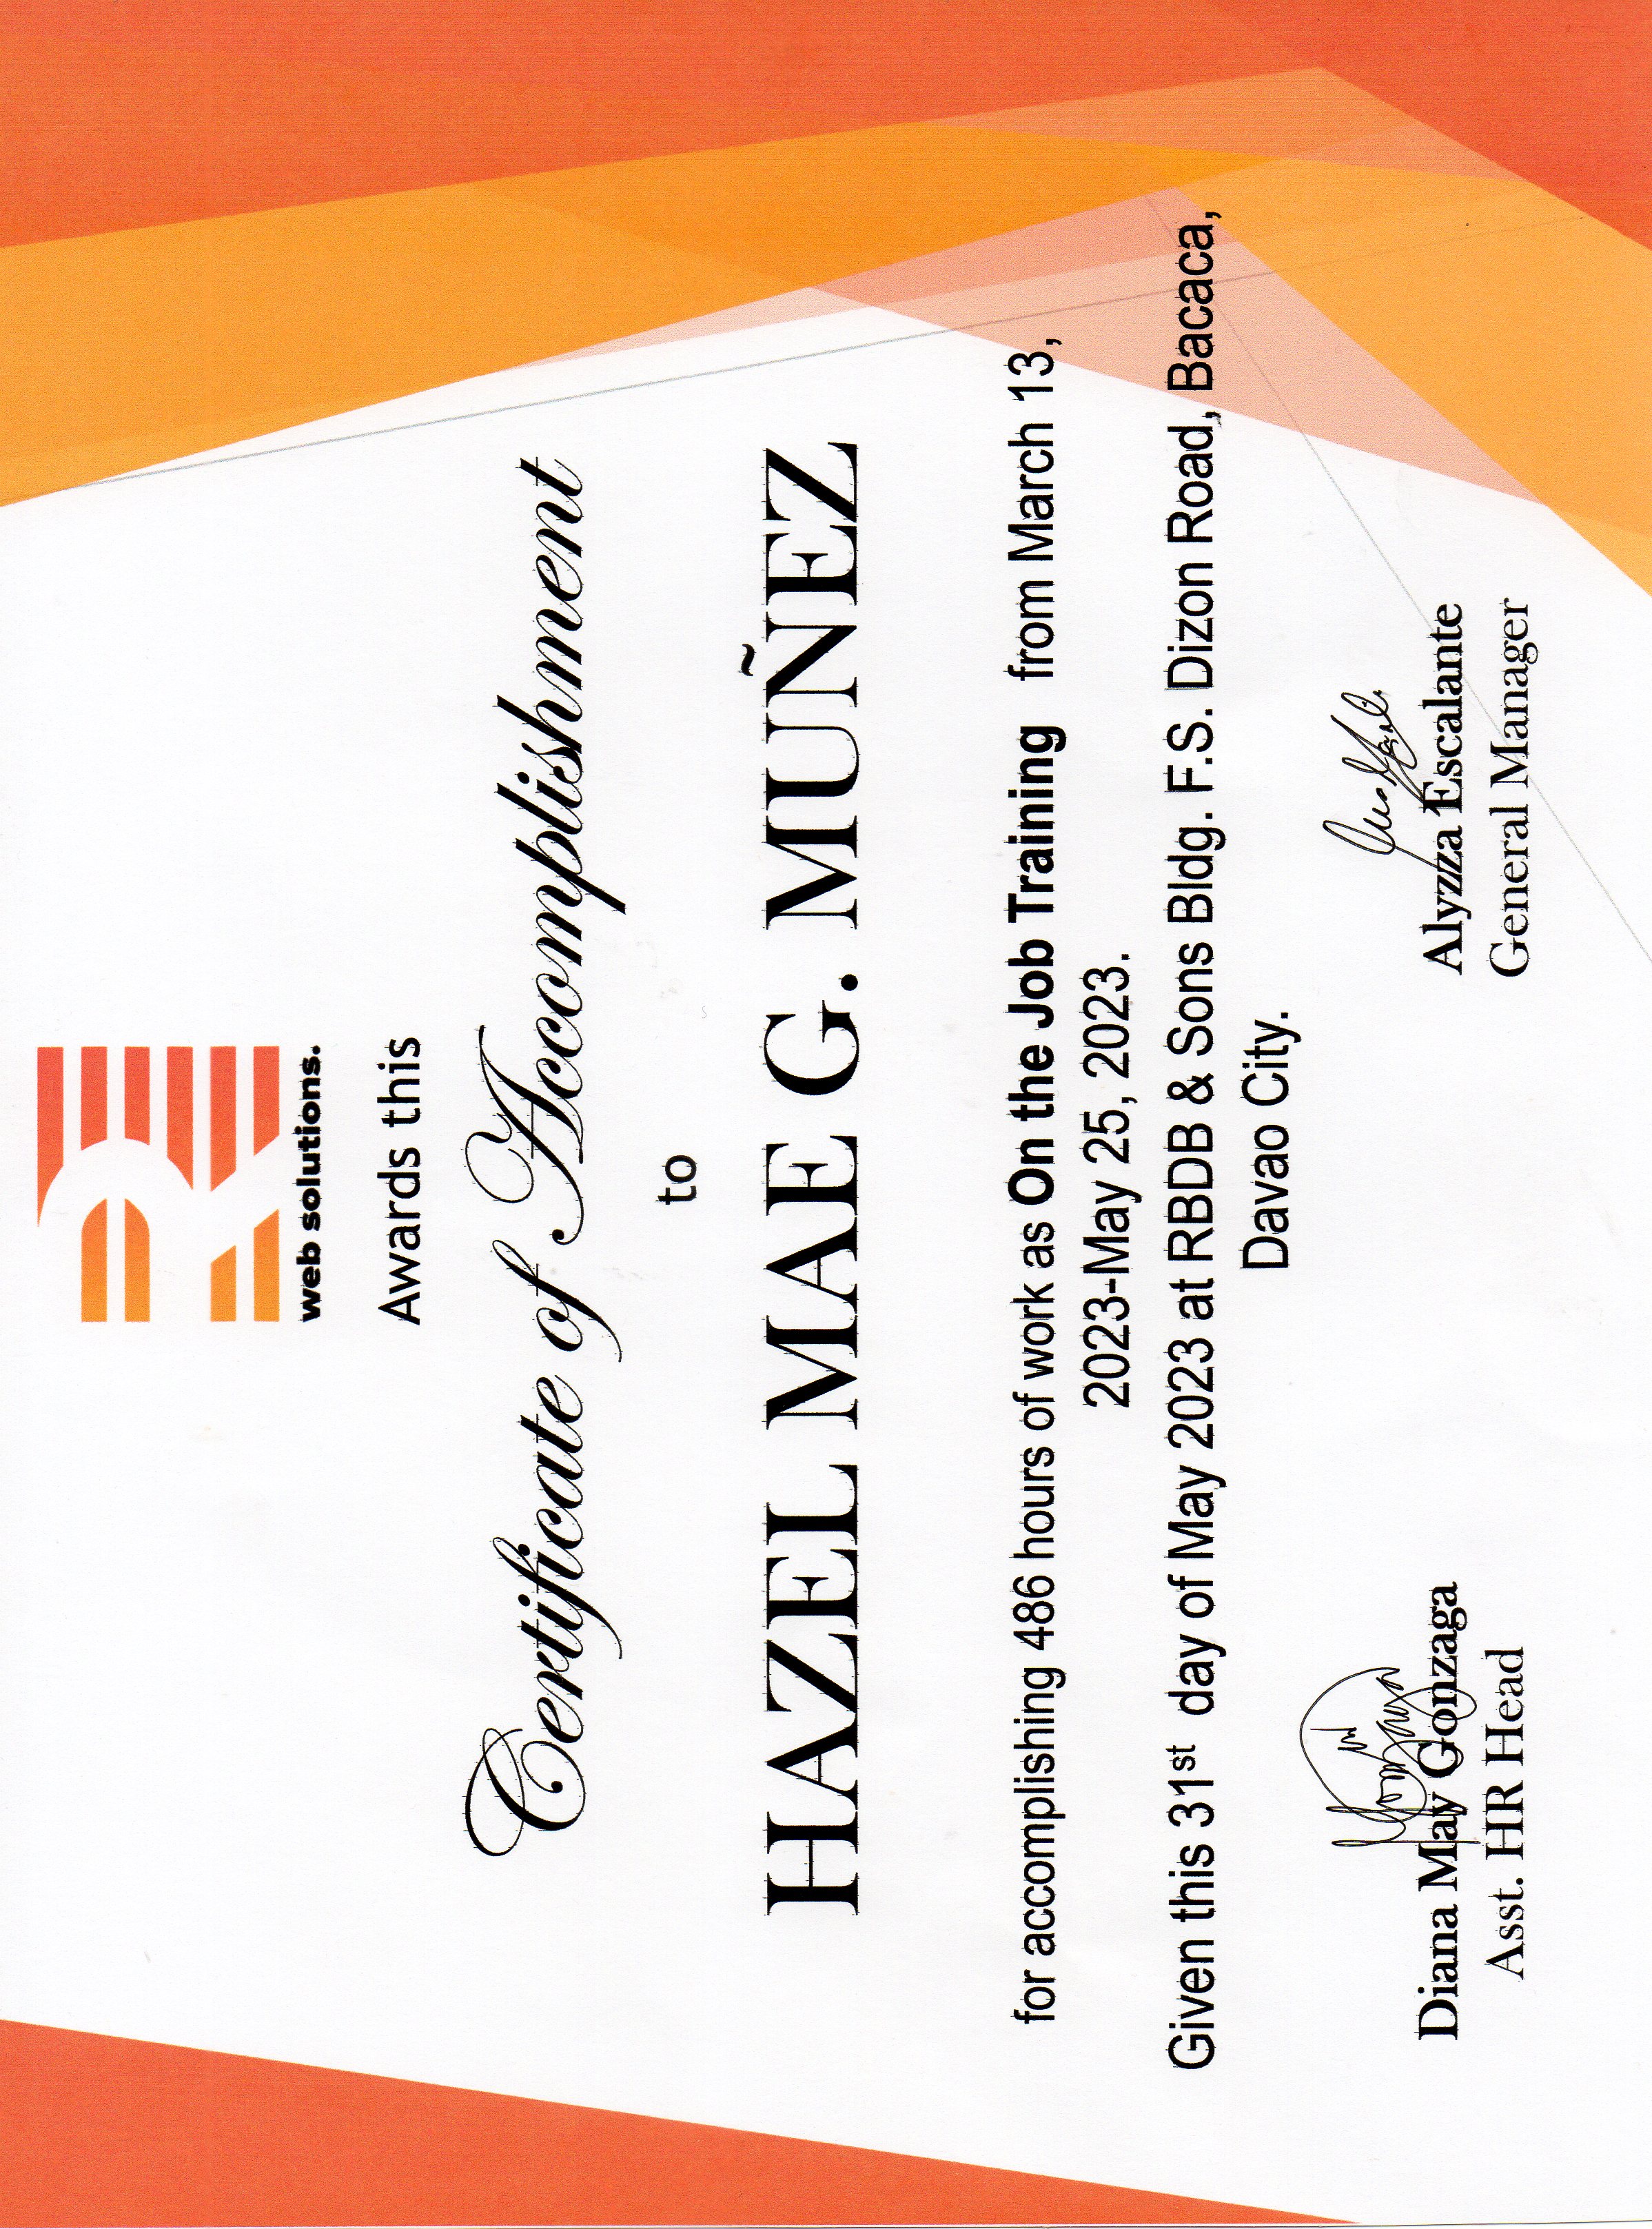 R
web solutions.
Awards this
Certificate of Accomplishment
to
HAZEL MAE G. MUÑEZ
for accomplishing 486 hours of work as On the Job Training from March 13,
2023-May 25, 2023.
Given this 31st day of May 2023 at RBDB & Sons Bldg. F.S. Dizon Road, Bacaca,
Davao City.
Diana May Gonzaga
Asst. HR Head
Alyzza Escalante
General Manager